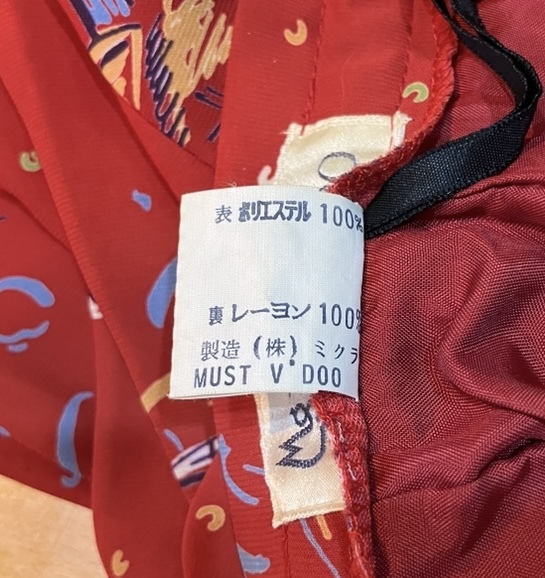 表 ポリエステル 100%
裏 レーヨン 100%
製造 (株) ミクラ
MUST V'DOO